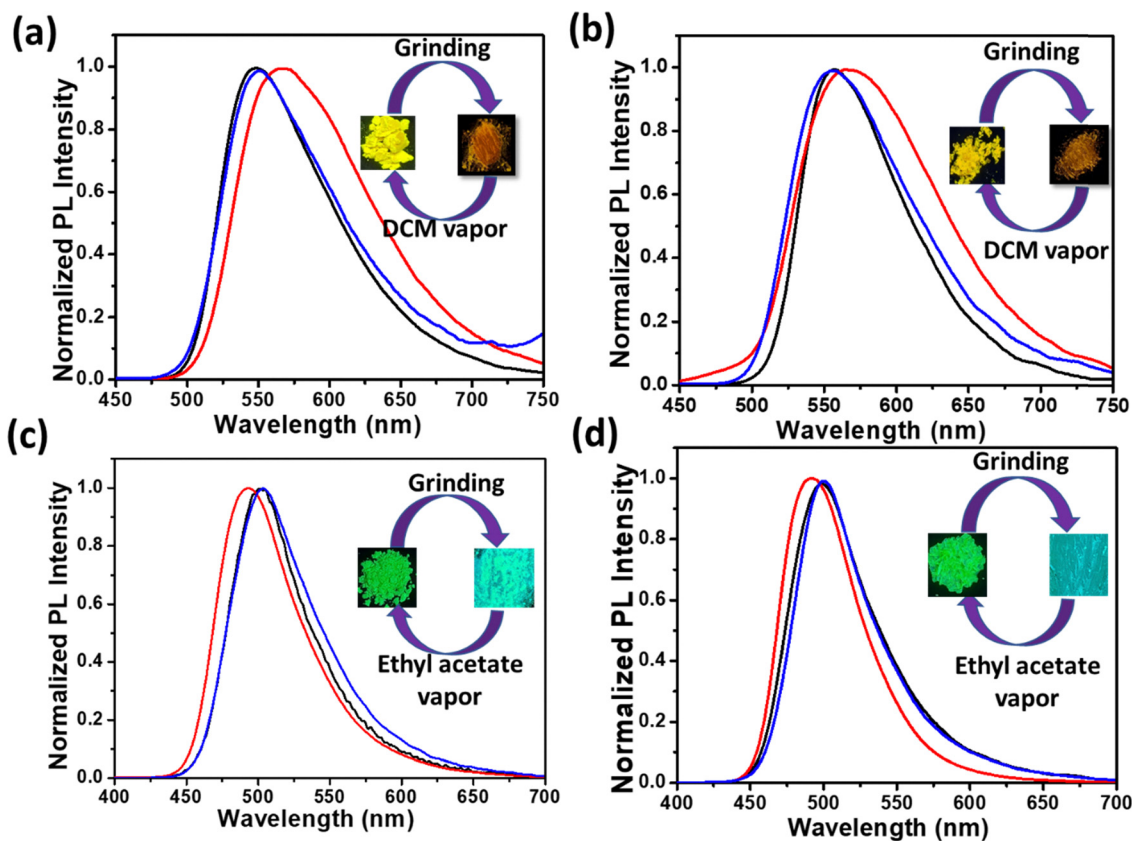 (a)
Normalized PL Intensity
1.0
0.8
0.6
0.4
0.2
0.0
450 500 550 600 650 700 750
Wavelength (nm)
Grinding
DCM vapor
(b)
Normalized PL Intensity
1.0
0.8
0.6
0.4
0.2
0.0
450 500 550 600 650 700 750
Wavelength (nm)
Grinding
DCM vapor
(c)
Normalized PL Intensity
1.0
0.8
0.6
0.4
0.2
0.0
400 450 500 550 600 650 700
Wavelength (nm)
Grinding
Ethyl acetate
vapor
(d)
Normalized PL Intensity
1.0
0.8
0.6
0.4
0.2
0.0
400 450 500 550 600 650 700
Wavelength (nm)
Grinding
Ethyl acetate
vapor